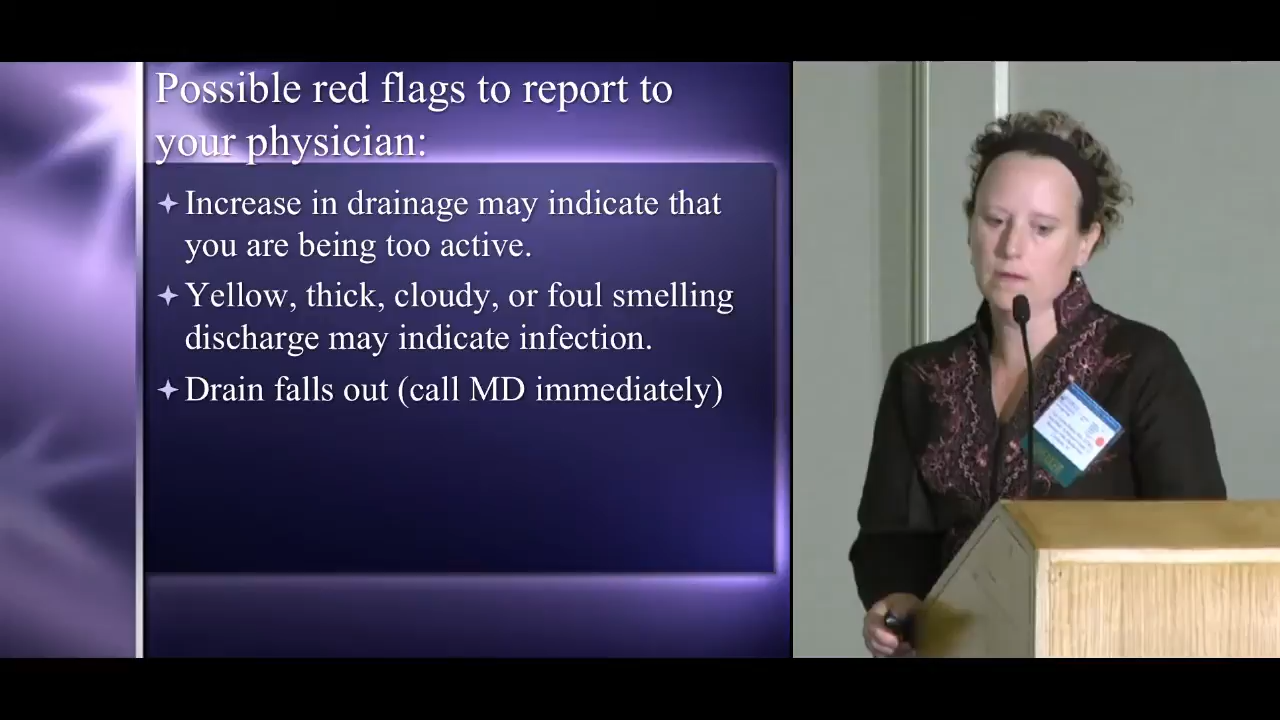 Possible red flags to report to
your physician:
Increase in drainage may indicate that
you are being too active.
Yellow, thick, cloudy, or foul smelling
discharge may indicate infection.
Drain falls out (call MD immediately)